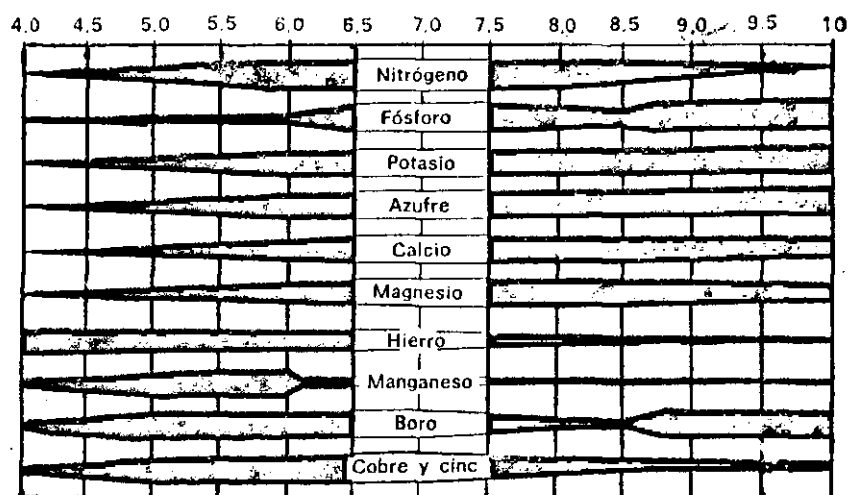 4.0 4.5 5.0 5.5 6.0 6.5 7.0 7.5 8.0 8.5 9.0 9.5 10
Nitrógeno
Fósforo
Potasio
Azufre
Calcio
Magnesio
Hierro
Manganeso
Boro
Cobre y cinc